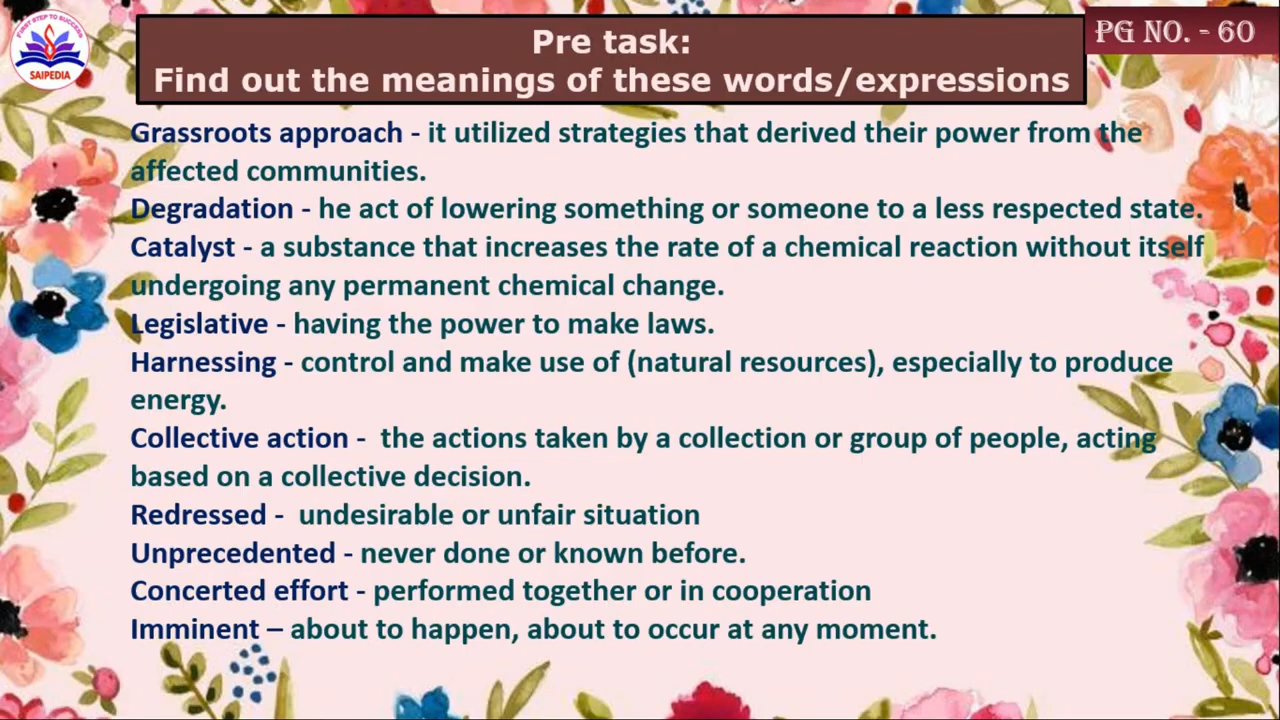 FIRST STEP TO SUCCESS
SAIPEDIA
Pre task:
Find out the meanings of these words/expressions
PG NO. - 60
Grassroots approach - it utilized strategies that derived their power from the
affected communities.
Degradation - he act of lowering something or someone to a less respected state.
Catalyst - a substance that increases the rate of a chemical reaction without itself
undergoing any permanent chemical change.
Legislative - having the power to make laws.
Harnessing - control and make use of (natural resources), especially to produce
energy.
Collective action -  the actions taken by a collection or group of people, acting
based on a collective decision.
Redressed -  undesirable or unfair situation
Unprecedented - never done or known before.
Concerted effort - performed together or in cooperation
Imminent – about to happen, about to occur at any moment.